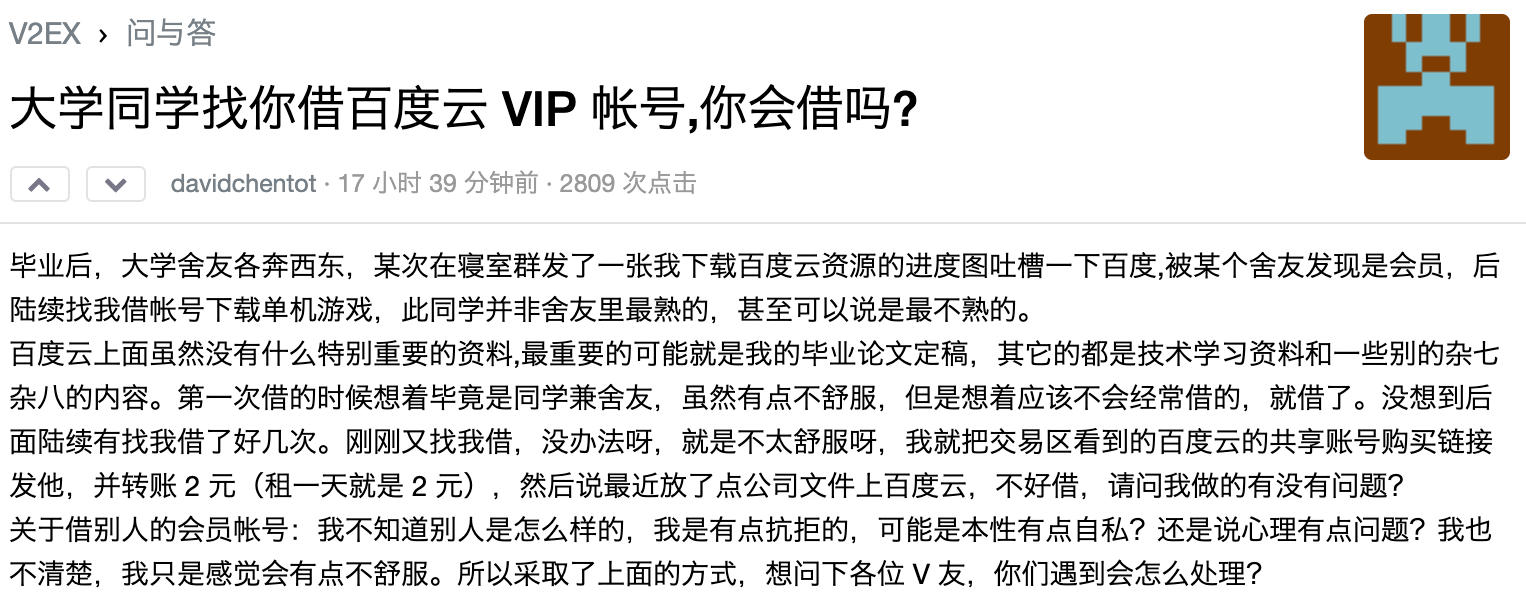 V2EX › 问与答
大学同学找你借百度云 VIP 帐号,你会借吗?
davidchentot · 17 小时 39 分钟前 · 2809 次点击
毕业后，大学舍友各奔西东，某次在寝室群发了一张我下载百度云资源的进度图吐槽一下百度,被某个舍友发现是会员，后
陆续找我借帐号下载单机游戏，此同学并非舍友里最熟的，甚至可以说是最不熟的。
百度云上面虽然没有什么特别重要的资料,最重要的可能就是我的毕业论文定稿，其它的都是技术学习资料和一些别的杂七
杂八的内容。第一次借的时候想着毕竟是同学兼舍友，虽然有点不舒服，但是想着应该不会经常借的，就借了。没想到后
面陆续有找我借了好几次。刚刚又找我借，没办法呀，就是不太舒服呀，我就把交易区看到的百度云的共享账号购买链接
发他，并转账 2 元（租一天就是 2 元），然后说最近放了点公司文件上百度云，不好借，请问我做的有没有问题？
关于借别人的会员帐号：我不知道别人是怎么样的，我是有点抗拒的，可能是本性有点自私？还是说心理有点问题？我也
不清楚，我只是感觉会有点不舒服。所以采取了上面的方式，想问下各位 V 友，你们遇到会怎么处理？